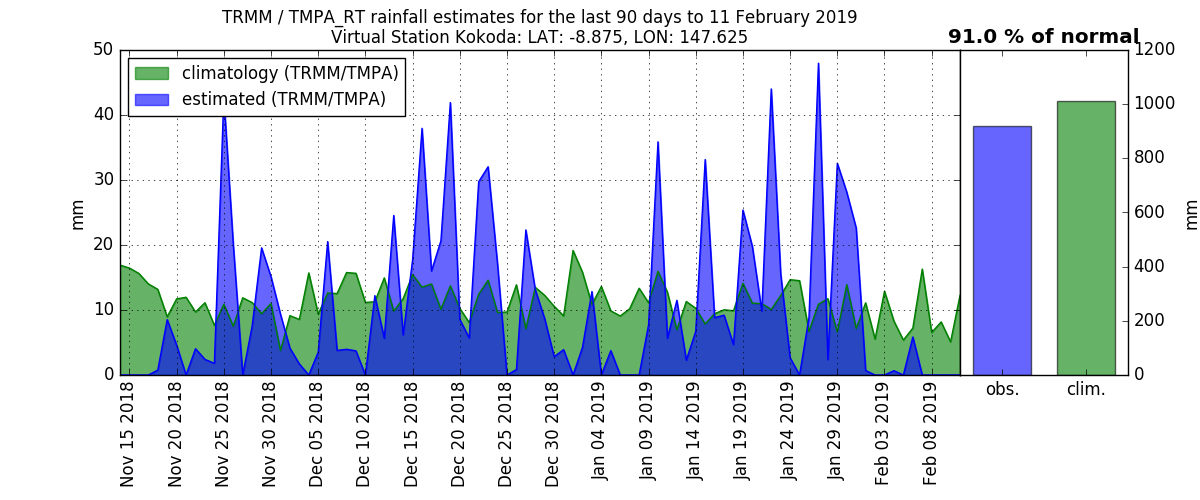 TRMM / TMPA_RT rainfall estimates for the last 90 days to 11 February 2019
Virtual Station Kokoda: LAT: -8.875, LON: 147.625
91.0 % of normal
climatology (TRMM/TMPA)
estimated (TRMM/TMPA)
50
40
30
20
10
0
mm
Nov 15 2018
Nov 20 2018
Nov 25 2018
Nov 30 2018
Dec 05 2018
Dec 10 2018
Dec 15 2018
Dec 20 2018
Dec 25 2018
Dec 30 2018
Jan 04 2019
Jan 09 2019
Jan 14 2019
Jan 19 2019
Jan 24 2019
Jan 29 2019
Feb 03 2019
Feb 08 2019
1200
1000
800
600
400
200
0
mm
obs.
clim.